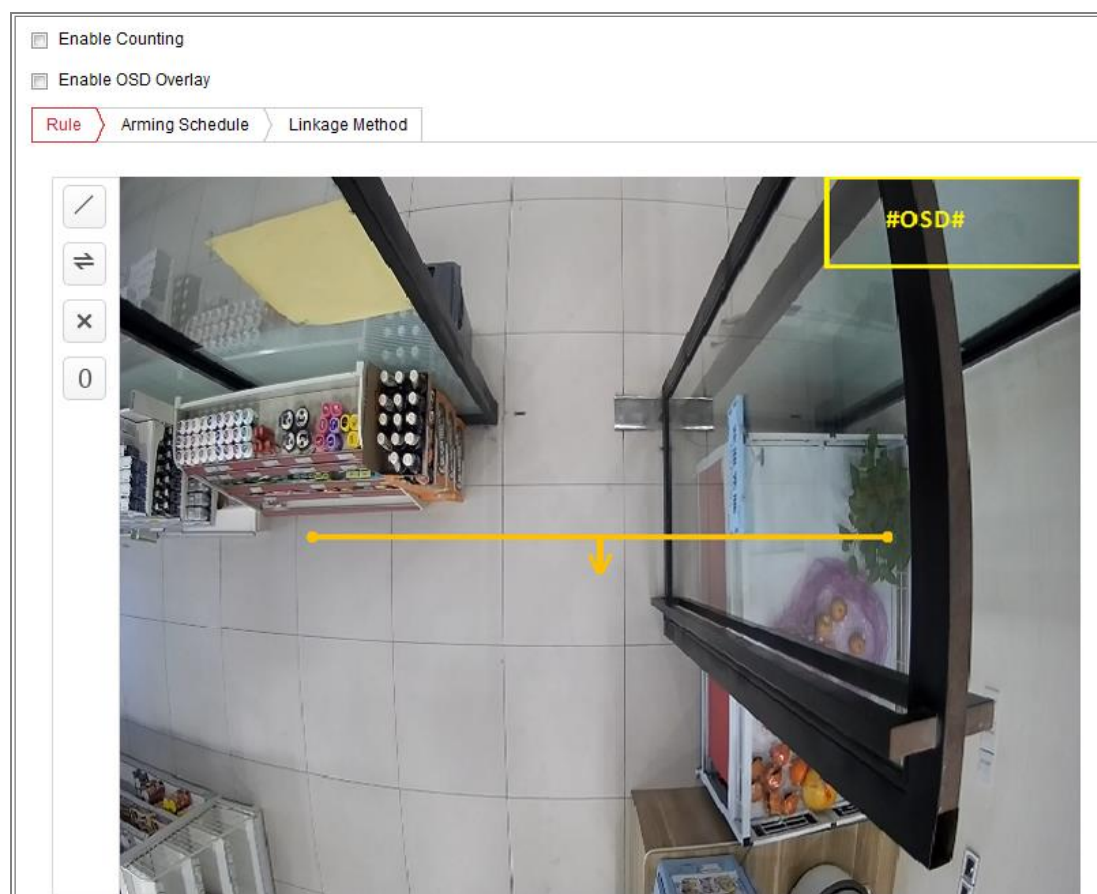 Enable Counting
Enable OSD Overlay
Rule Arming Schedule Linkage Method
#OSD#
0